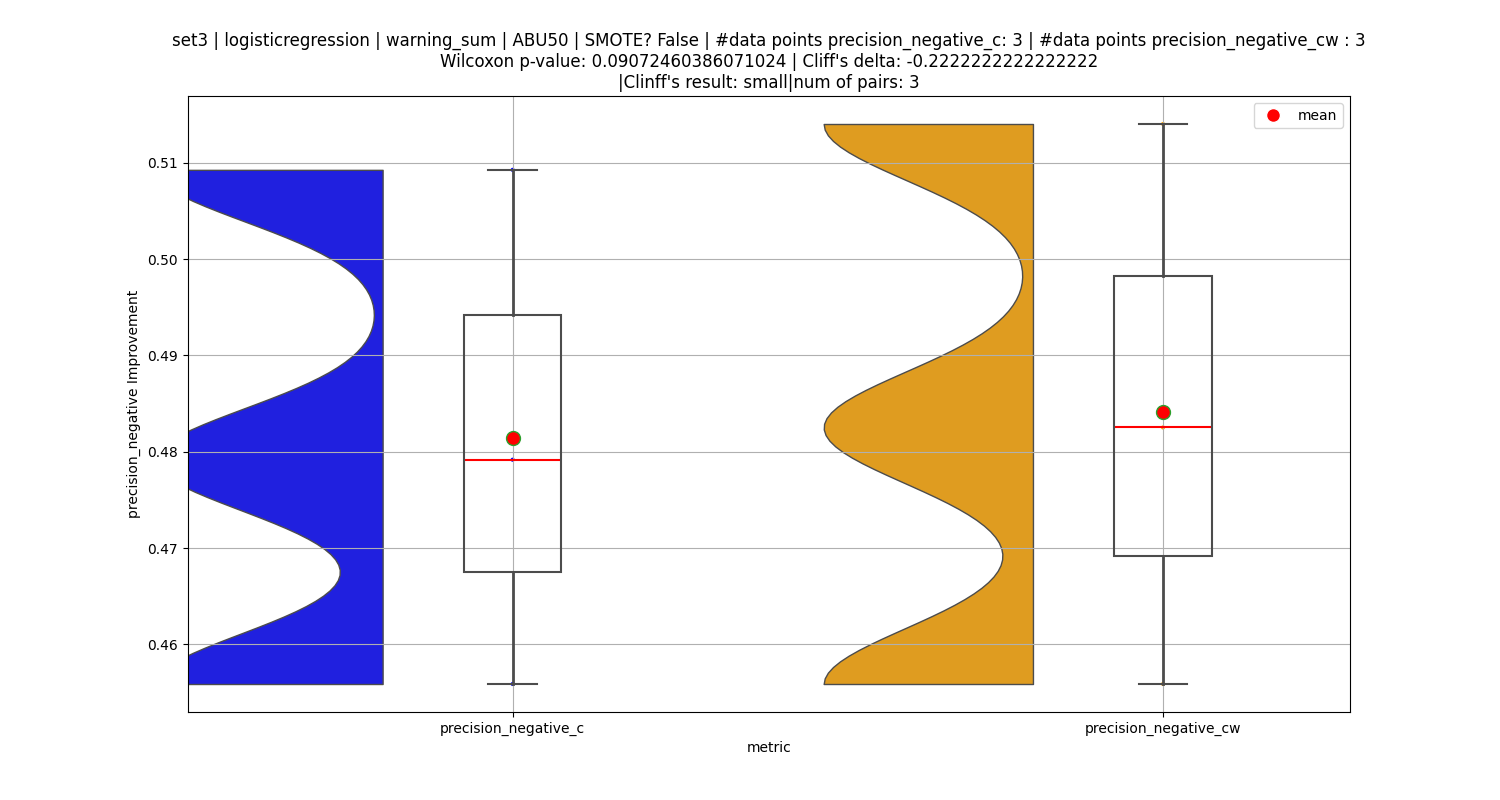 set3 | logisticregression | warning_sum | ABU50 | SMOTE? False | #data points precision_negative_c: 3 | #data points precision_negative_cw : 3
Wilcoxon p-value: 0.09072460386071024 | Cliff's delta: -0.2222222222222222
|Clinff's result: small|num of pairs: 3
mean
0.51
0.50
0.49
0.48
0.47
0.46
precision_negative Improvement
precision_negative_c
precision_negative_cw
metric